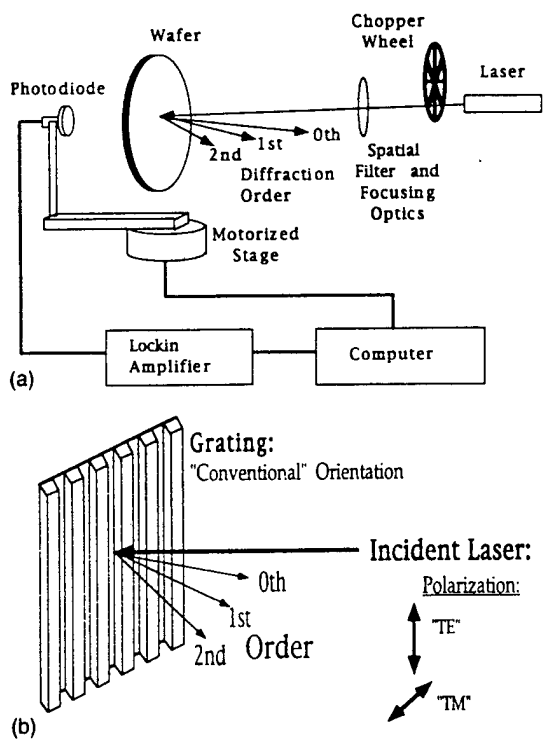 Chopper
Wheel
Wafer
Laser
Photodiode
0th
1st
2nd
Diffraction
Order
Spatial
Filter and
Focusing
Optics
Motorized
Stage
Lockin
Amplifier
Computer
(a)
Grating:
"Conventional" Orientation
Incident Laser:
0th
Polarization:
1st
"TE"
2nd Order
"TM"
(b)